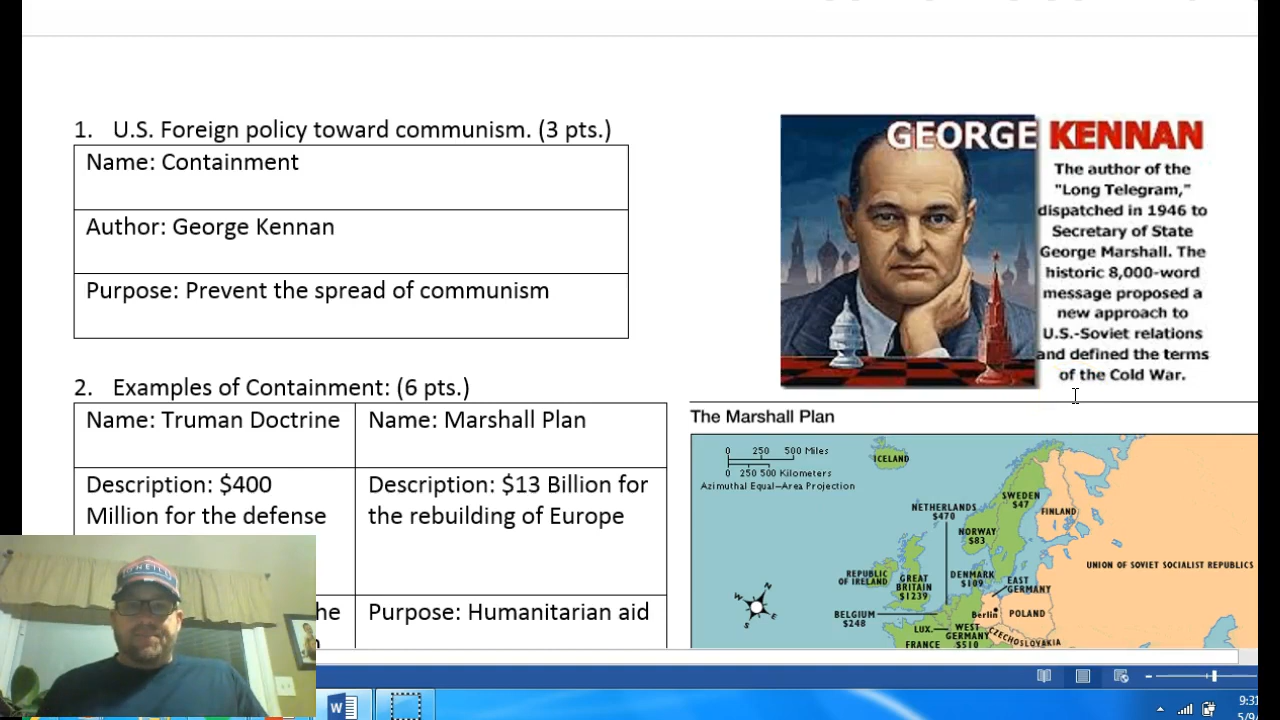 1. U.S. Foreign policy toward communism. (3 pts.)
Name: Containment
Author: George Kennan
Purpose: Prevent the spread of communism
GEORGE KENNAN
The author of the
"Long Telegram,"
dispatched in 1946 to
Secretary of State
George Marshall. The
historic 8,000-word
message proposed a
new approach to
U.S.-Soviet relations
and defined the terms
of the Cold War.
2. Examples of Containment: (6 pts.)
Name: Truman Doctrine
Name: Marshall Plan
Description: $400
Million for the defense
Description: $13 Billion for
the rebuilding of Europe
he
Purpose: Humanitarian aid
The Marshall Plan
0 250 500 Miles
0 250 500 Kilometers
Azimuthal Equal-Area Projection
ICELAND
SWEDEN
$47
FINLAND
NETHERLANDS
$470
NORWAY
$83
UNION OF SOVIET SOCIALIST REPUBLICS
REPUBLIC
OF IRELAND
GREAT
BRITAIN
$1239
DENMARK
$109
EAST
GERMANY
Berlin
POLAND
BELGIUM
$248
LUX.
WEST
GERMANY
$510
CZECHOSLOVAKIA
FRANCE
N
W
E
S
W
9:31
5/9